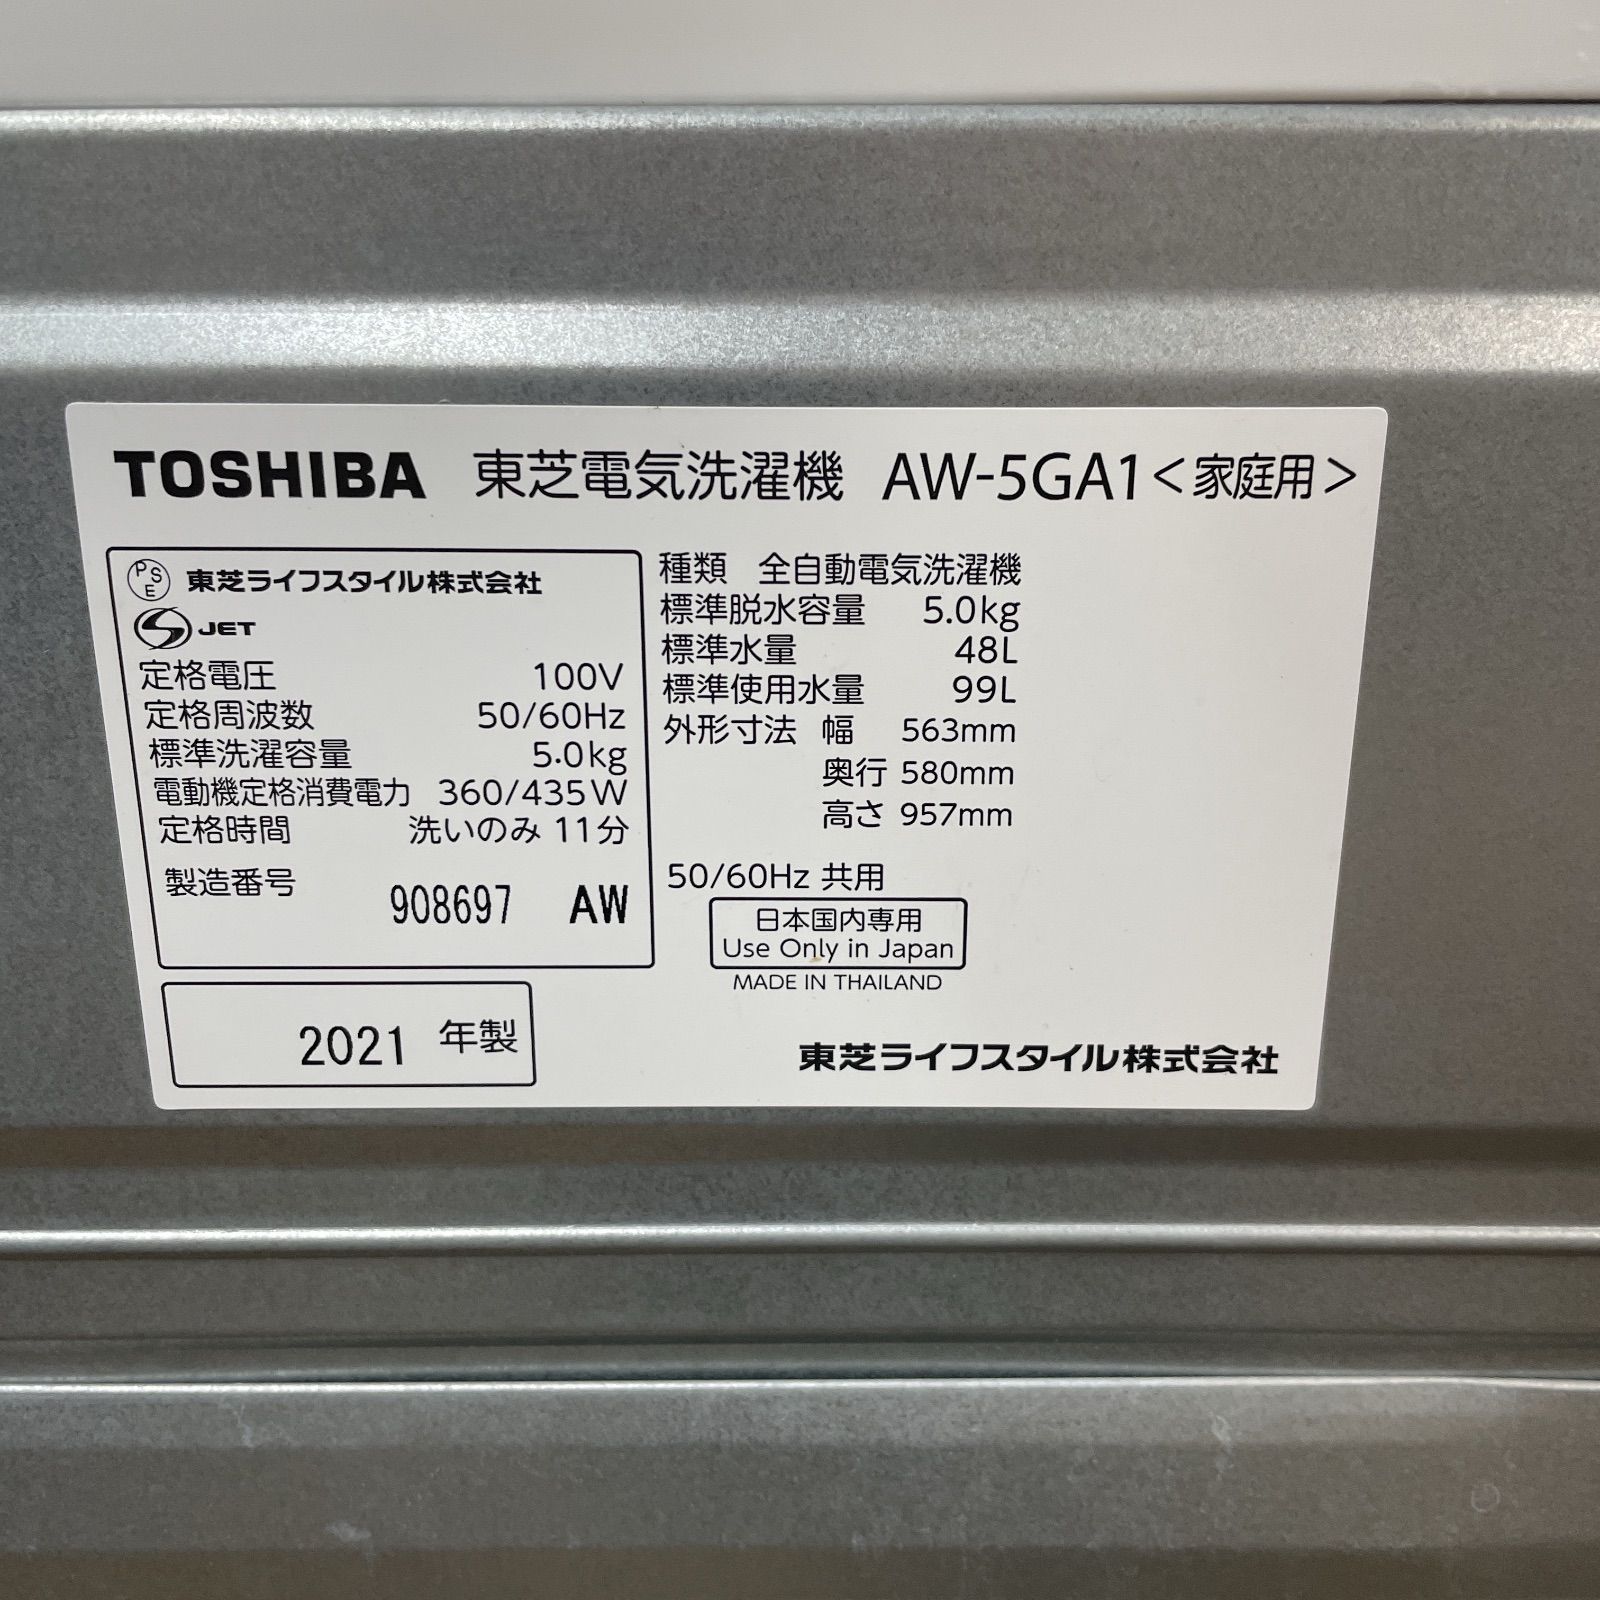 TOSHIBA 東芝電気洗濯機 AW-5GA1<家庭用>
PSE 東芝ライフスタイル株式会社
S JET
定格電圧 100V
定格周波数 50/60Hz
標準洗濯容量 5.0kg
電動機定格消費電力 360/435W
定格時間 洗いのみ 11分
製造番号 908697 AW
2021 年製
種類 全自動電気洗濯機
標準脱水容量 5.0kg
標準水量 48L
標準使用水量 99L
外形寸法 幅 563mm
奥行 580mm
高さ 957mm
50/60Hz 共用
日本国内専用
Use Only in Japan
MADE IN THAILAND
東芝ライフスタイル株式会社